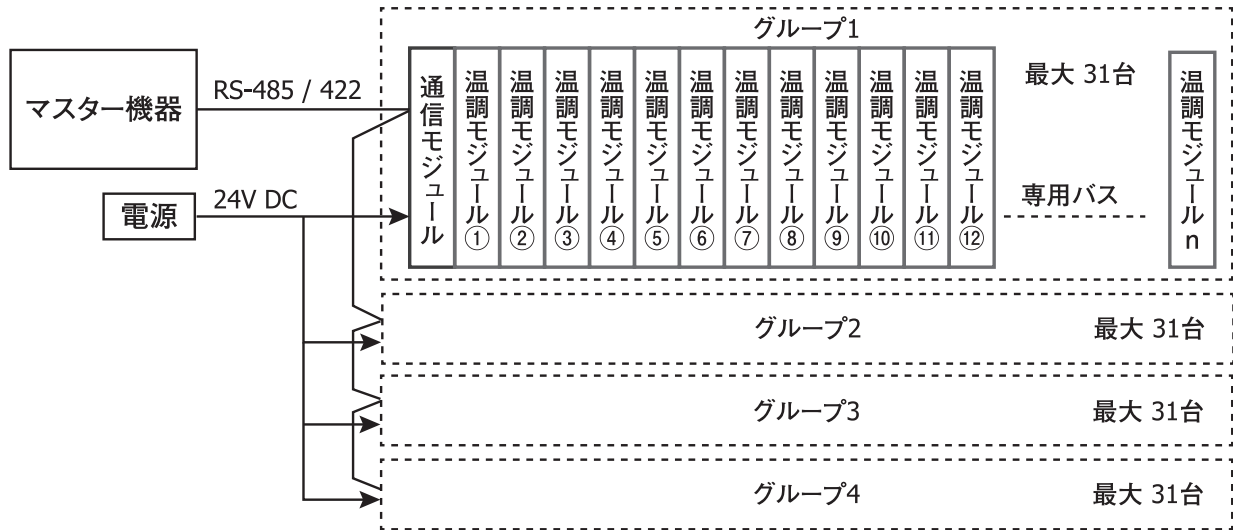 グループ1
マスター機器
RS-485 / 422
電源
24V DC
通信モジュール
温調モジュール①
温調モジュール②
温調モジュール③
温調モジュール④
温調モジュール⑤
温調モジュール⑥
温調モジュール⑦
温調モジュール⑧
温調モジュール⑨
温調モジュール⑩
温調モジュール⑪
温調モジュール⑫
最大 31台
専用バス
温調モジュールn
グループ2
最大 31台
グループ3
最大 31台
グループ4
最大 31台